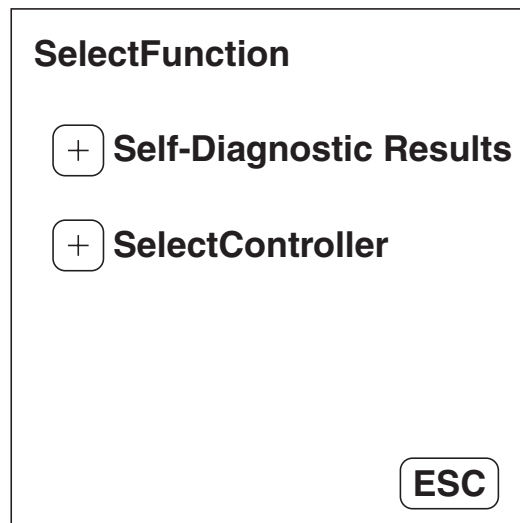 SelectFunction
+ Self-Diagnostic Results
+ SelectController
ESC